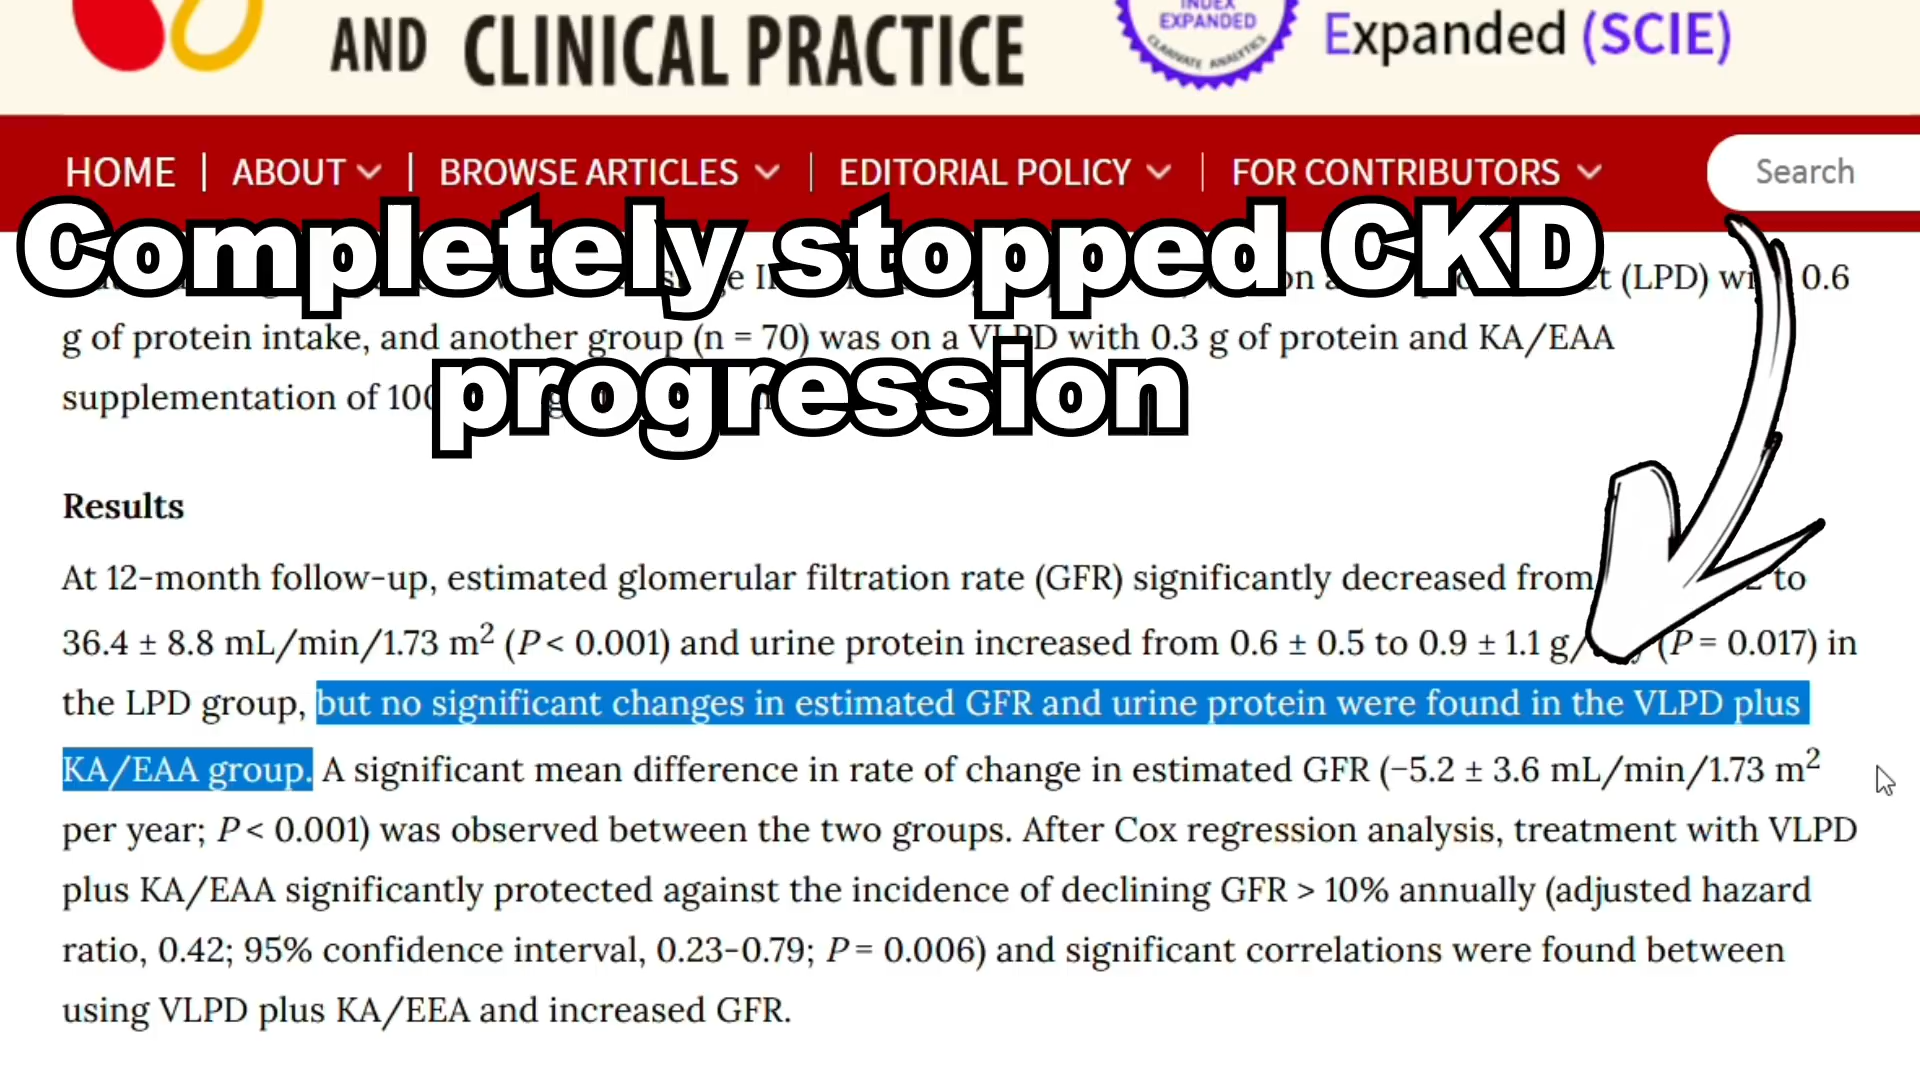 INDEX
EXPANDED
CLARIVATE ANALYTICS
AND CLINICAL PRACTICE
Expanded (SCIE)
HOME | ABOUT | BROWSE ARTICLES | EDITORIAL POLICY | FOR CONTRIBUTORS
Search
Completely stopped CKD
progression
(LPD) 0.6
g of protein intake, and another group (n = 70) was on a VLPD with 0.3 g of protein and KA/EAA
supplementation of
Results
At 12-month follow-up, estimated glomerular filtration rate (GFR) significantly decreased from to
36.4 ± 8.8 mL/min/1.73 m² (P < 0.001) and urine protein increased from 0.6 ± 0.5 to 0.9 ± 1.1 (P = 0.017) in
the LPD group, but no significant changes in estimated GFR and urine protein were found in the VLPD plus
KA/EAA group. A significant mean difference in rate of change in estimated GFR (−5.2 ± 3.6 mL/min/1.73 m²
per year; P < 0.001) was observed between the two groups. After Cox regression analysis, treatment with VLPD
plus KA/EAA significantly protected against the incidence of declining GFR > 10% annually (adjusted hazard
ratio, 0.42; 95% confidence interval, 0.23-0.79; P = 0.006) and significant correlations were found between
using VLPD plus KA/EEA and increased GFR.